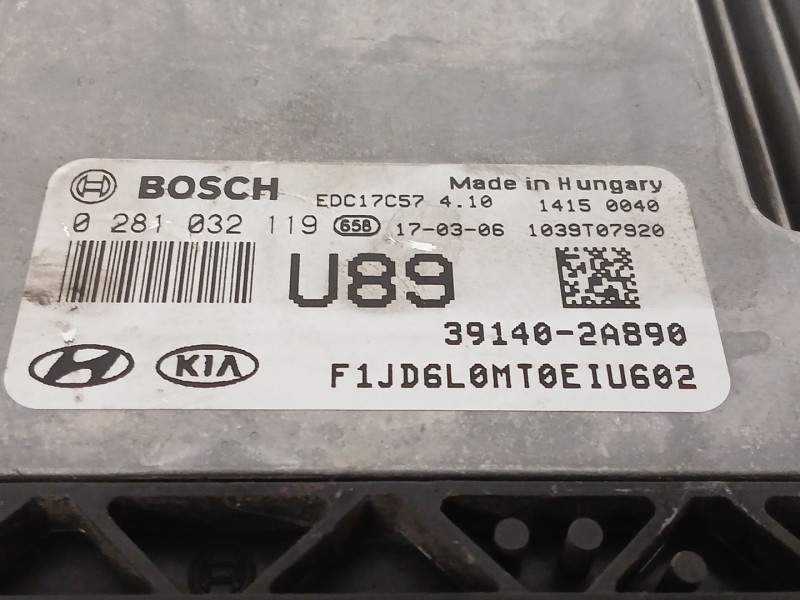 BOSCH
EDC17C57 4.10
Made in Hungary
1415 0040
0 281 032 119 658 17-03-06 1039T07920
U89
39140-2A890
KIA
F1JD6L0MT0EIU602